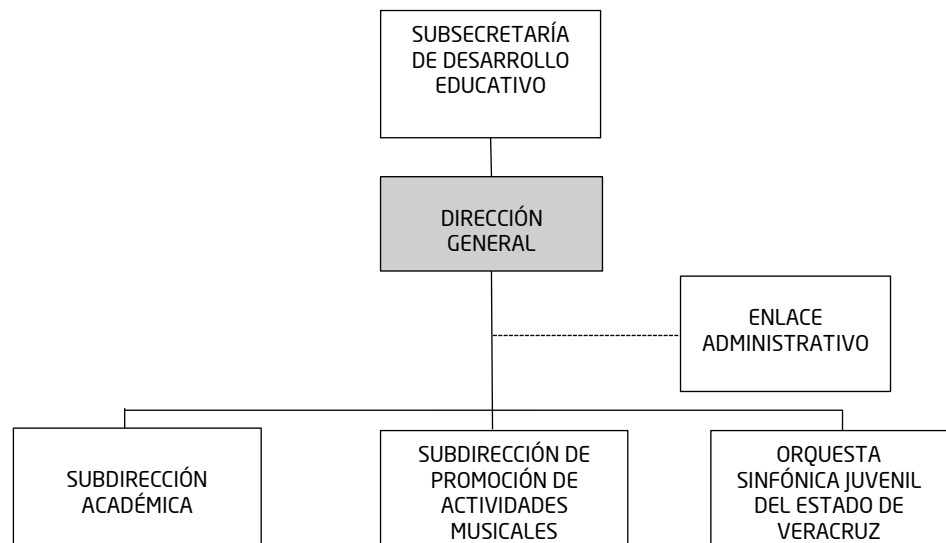 SUBSECRETARÍA
DE DESARROLLO
EDUCATIVO
DIRECCIÓN
GENERAL
ENLACE
ADMINISTRATIVO
SUBDIRECCIÓN
ACADÉMICA
SUBDIRECCIÓN DE
PROMOCIÓN DE
ACTIVIDADES
MUSICALES
ORQUESTA
SINFÓNICA JUVENIL
DEL ESTADO DE
VERACRUZ